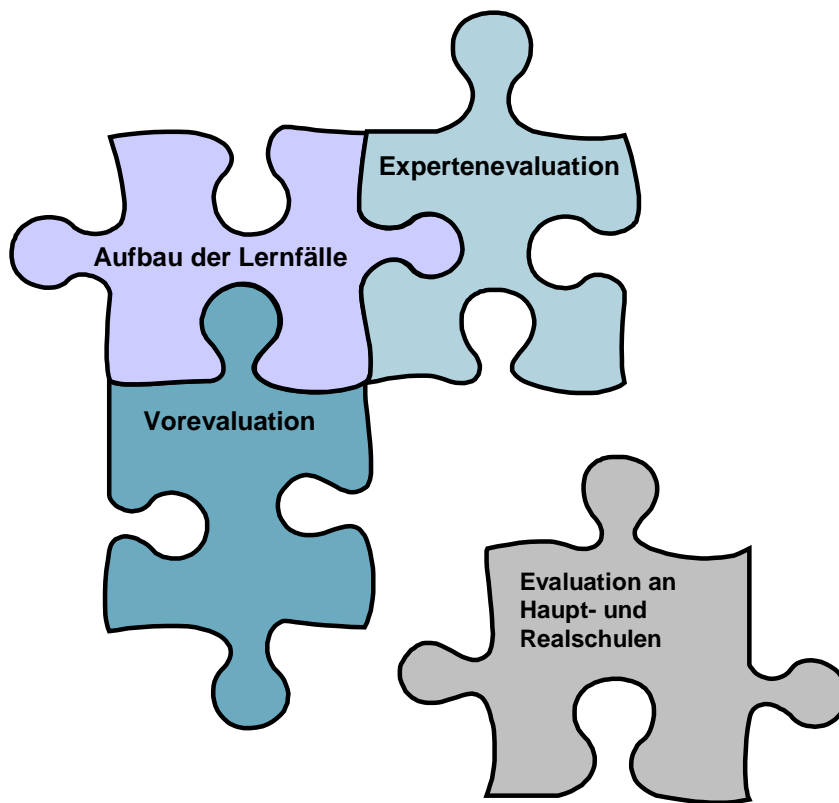 Expertenevaluation
Aufbau der Lernfälle
Vorevaluation
Evaluation an
Haupt- und
Realschulen